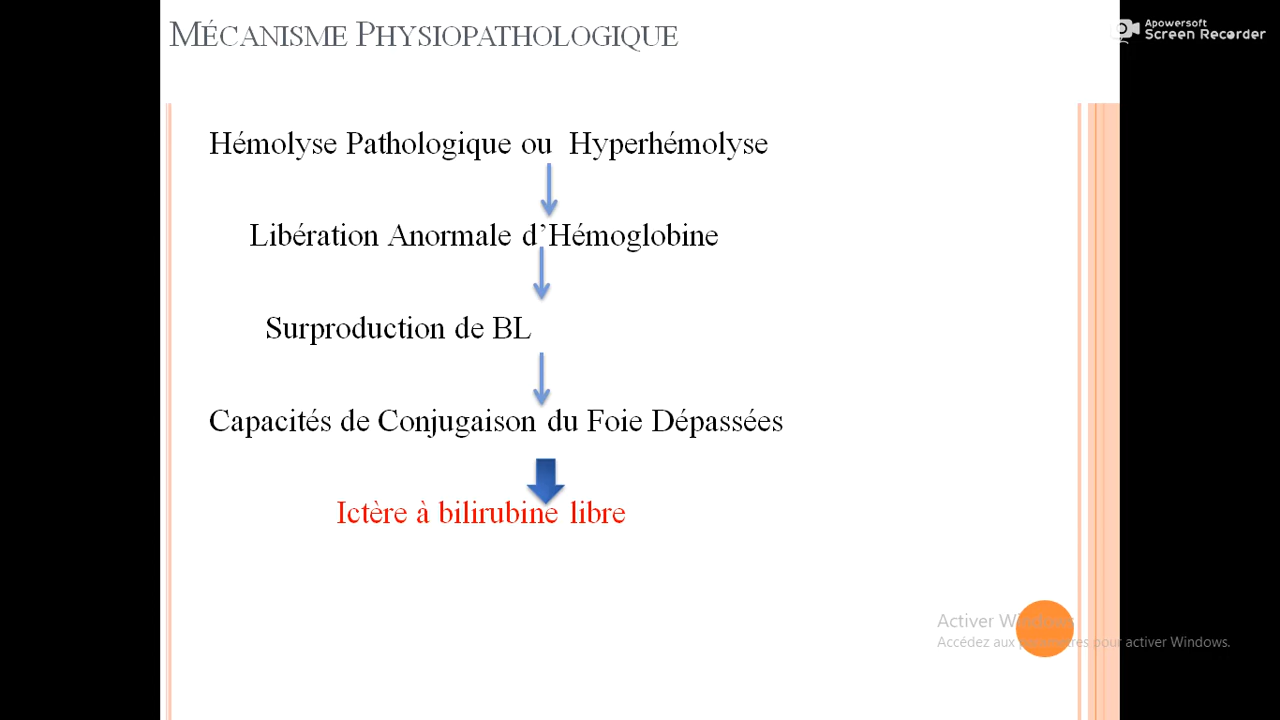 MÉCANISME PHYSIOPATHOLOGIQUE
Apowersoft
Screen Recorder
Hémolyse Pathologique ou Hyperhémolyse
Libération Anormale d’Hémoglobine
Surproduction de BL
Capacités de Conjugaison du Foie Dépassées
Ictère à bilirubine libre
Activer Windows
Accédez aux paramètres pour activer Windows.